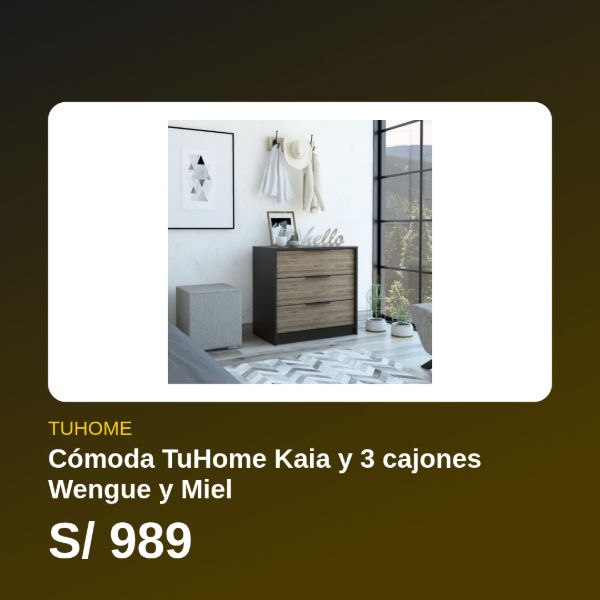 hello
TUHOME
Cómoda TuHome Kaia y 3 cajones
Wengue y Miel
S/ 989